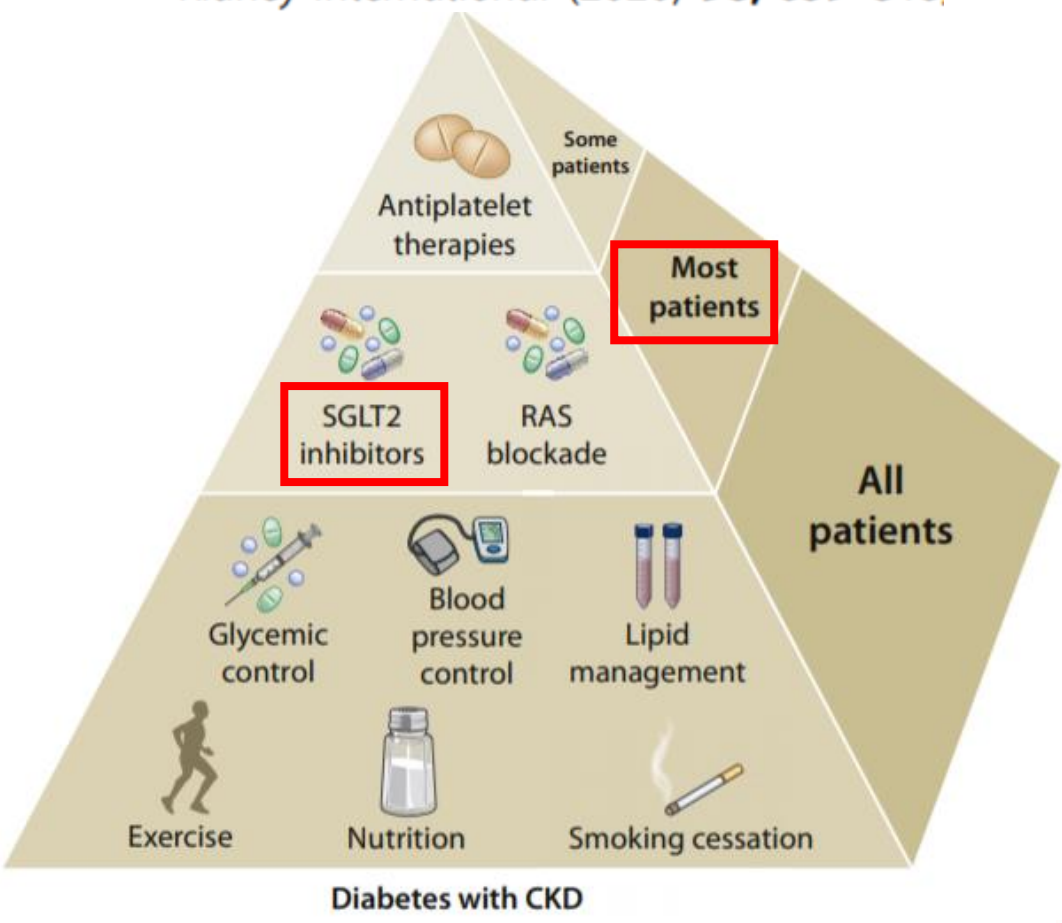 Some
patients
Antiplatelet
therapies
Most
patients
SGLT2
inhibitors
RAS
blockade
All
patients
Glycemic
control
Blood
pressure
control
Lipid
management
Exercise
Nutrition
Smoking cessation
Diabetes with CKD